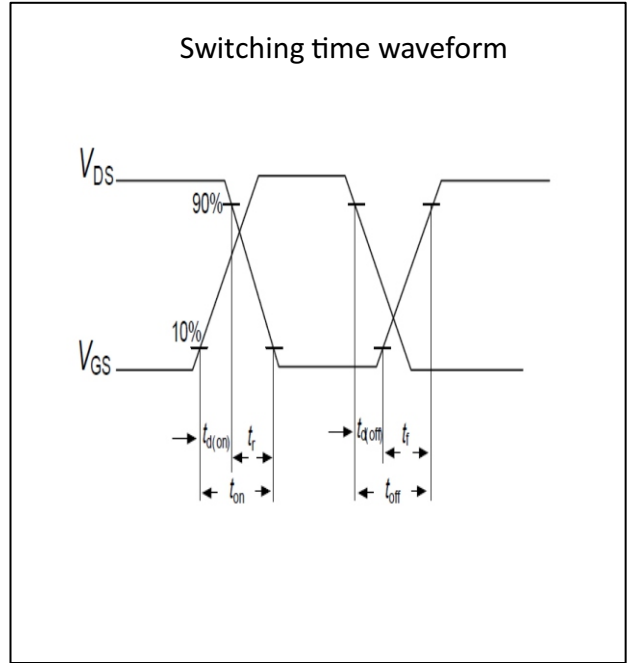 Switching time waveform
VDS
90%
10%
VGS
td(on) tr td(off) tf
ton toff